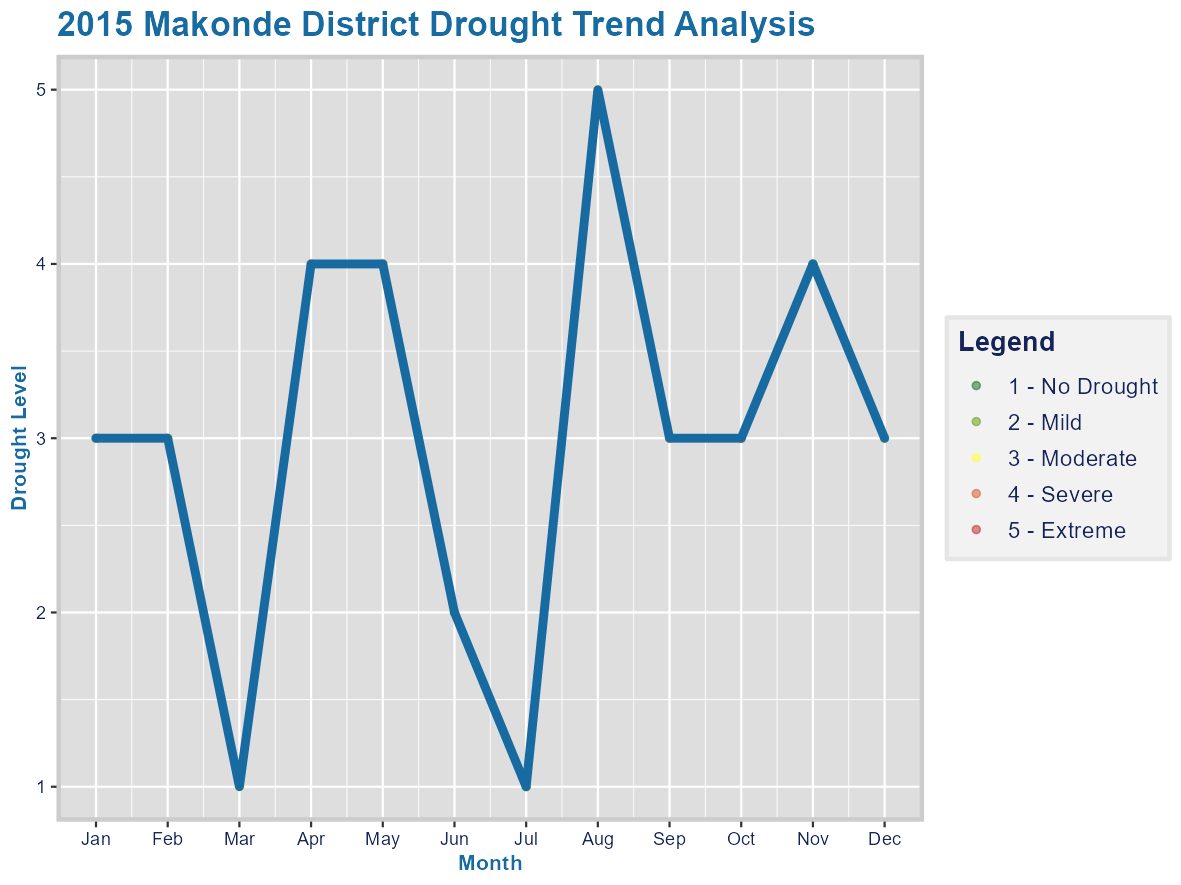 2015 Makonde District Drought Trend Analysis
Drought Level
5
4
3
2
1
Jan Feb Mar Apr May Jun Jul Aug Sep Oct Nov Dec
Month
Legend
1 - No Drought
2 - Mild
3 - Moderate
4 - Severe
5 - Extreme